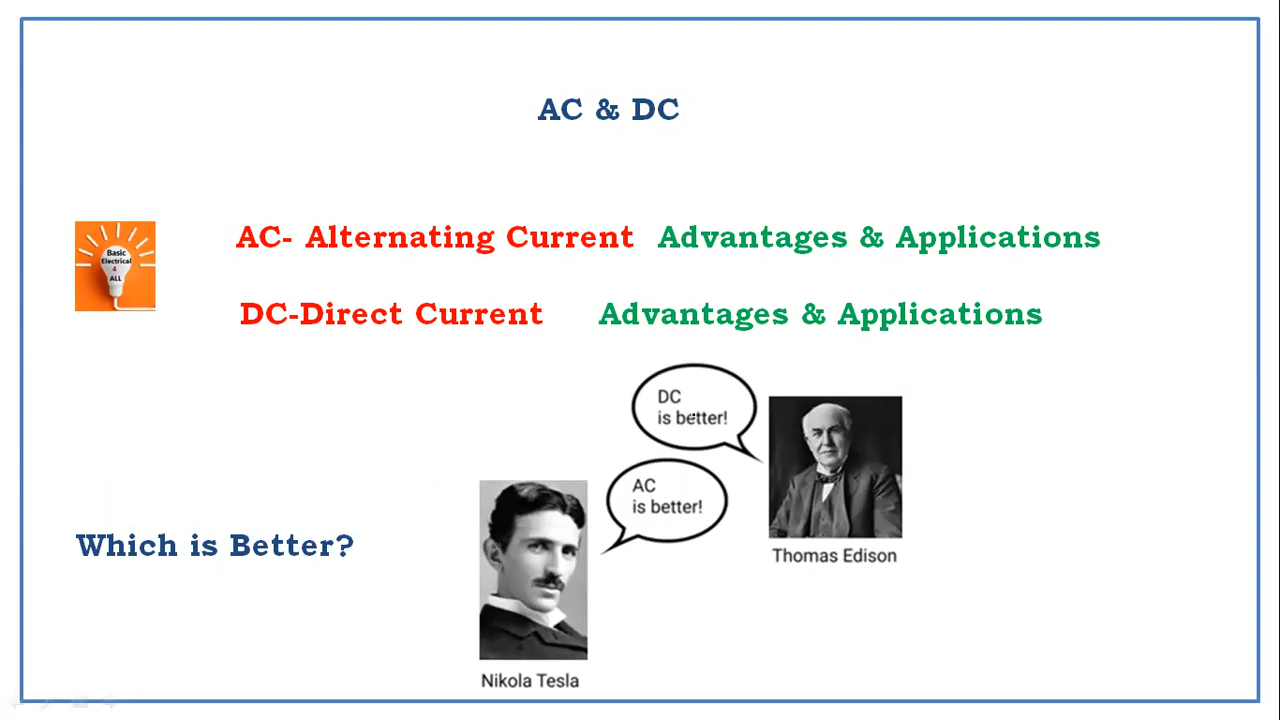 AC & DC
AC- Alternating Current Advantages & Applications
Basic
Electrical
4
ALL
DC-Direct Current Advantages & Applications
DC
is better!
AC
is better!
Which is Better?
Thomas Edison
Nikola Tesla